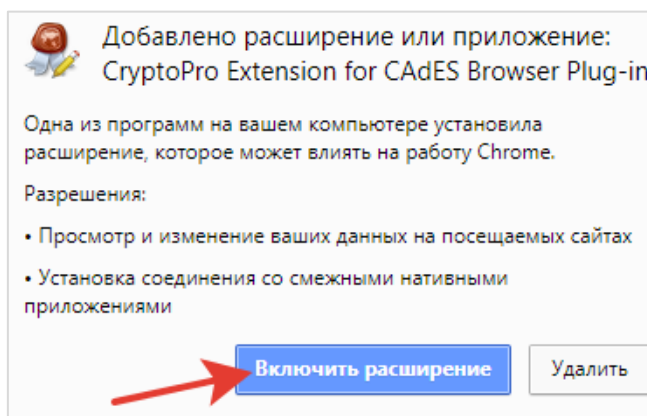 Добавлено расширение или приложение:
CryptoPro Extension for CAdES Browser Plug-in
Одна из программ на вашем компьютере установила
расширение, которое может влиять на работу Chrome.
Разрешения:
• Просмотр и изменение ваших данных на посещаемых сайтах
• Установка соединения со смежными нативными
приложениями
Включить расширение
Удалить